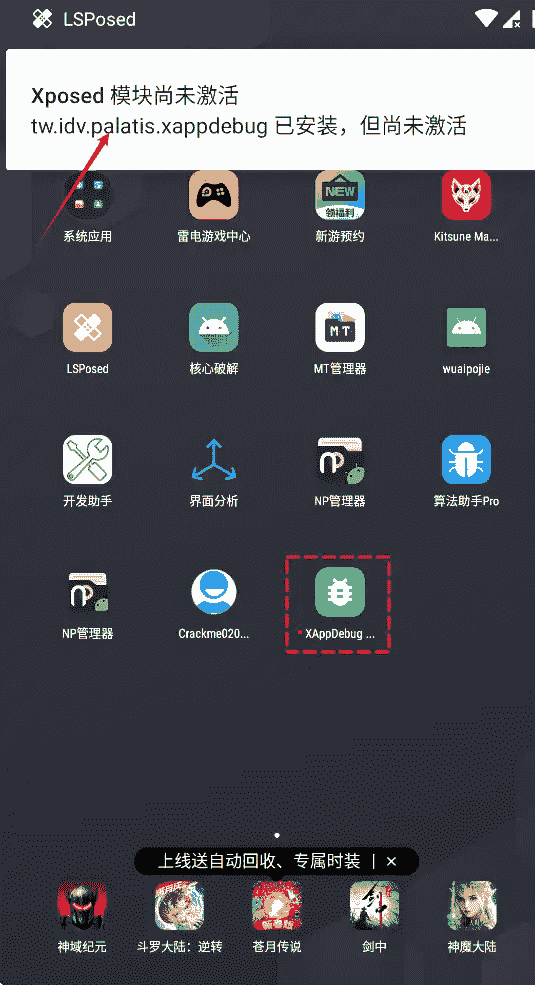 LSPosed
Xposed 模块尚未激活
tw.idv.palatis.xappdebug 已安装，但尚未激活
NEW
领福利
系统应用
雷电游戏中心
新游预约
Kitsune Ma...
MT
LSPosed
核心破解
MT管理器
wuaipojie
开发助手
界面分析
NP管理器
算法助手Pro
NP管理器
Crackme020...
XAppDebug ...
上线送自动回收、专属时装 | ×
神域纪元
斗罗大陆：逆转
苍月传说
剑中
神魔大陆